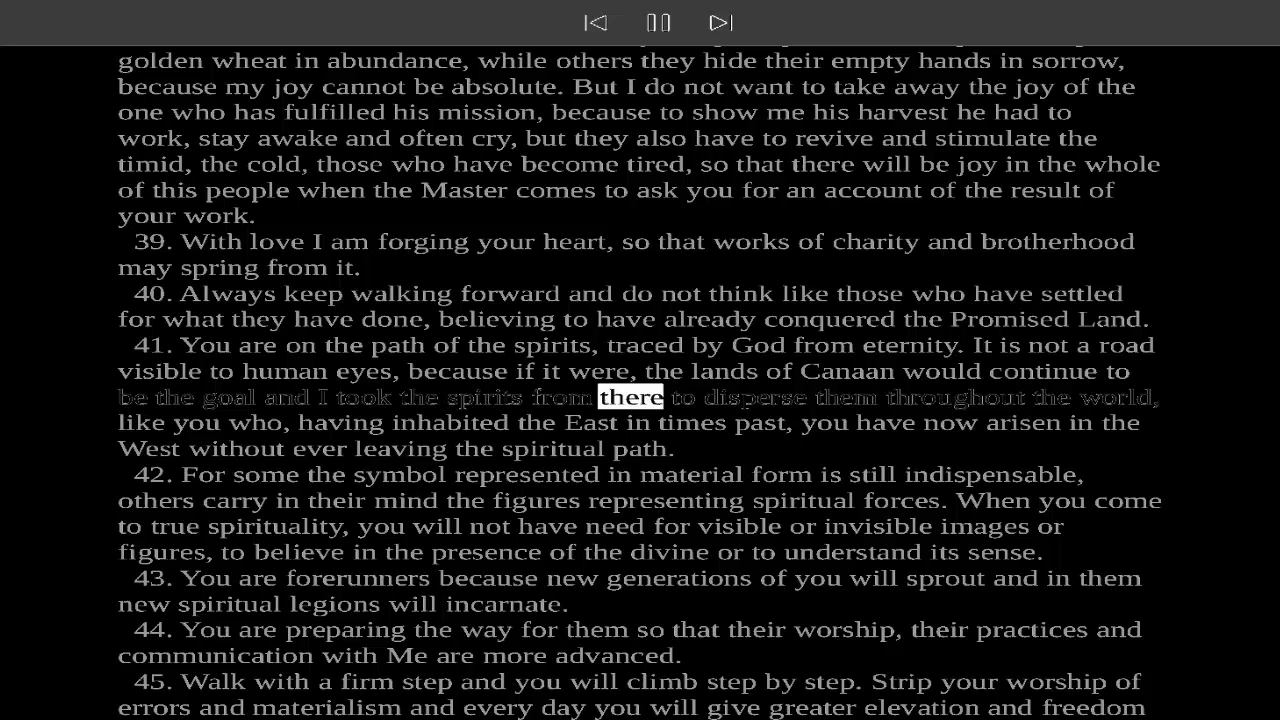 golden wheat in abundance, while others they hide their empty hands in sorrow,
because my joy cannot be absolute. But I do not want to take away the joy of the
one who has fulfilled his mission, because to show me his harvest he had to
work, stay awake and often cry, but they also have to revive and stimulate the
timid, the cold, those who have become tired, so that there will be joy in the whole
of this people when the Master comes to ask you for an account of the result of
your work.
39. With love I am forging your heart, so that works of charity and brotherhood
may spring from it.
40. Always keep walking forward and do not think like those who have settled
for what they have done, believing to have already conquered the Promised Land.
41. You are on the path of the spirits, traced by God from eternity. It is not a road
visible to human eyes, because if it were, the lands of Canaan would continue to
be the goal and I took the spirits from there to disperse them throughout the world,
like you who, having inhabited the East in times past, you have now arisen in the
West without ever leaving the spiritual path.
42. For some the symbol represented in material form is still indispensable,
others carry in their mind the figures representing spiritual forces. When you come
to true spirituality, you will not have need for visible or invisible images or
figures, to believe in the presence of the divine or to understand its sense.
43. You are forerunners because new generations of you will sprout and in them
new spiritual legions will incarnate.
44. You are preparing the way for them so that their worship, their practices and
communication with Me are more advanced.
45. Walk with a firm step and you will climb step by step. Strip your worship of
errors and materialism and every day you will give greater elevation and freedom